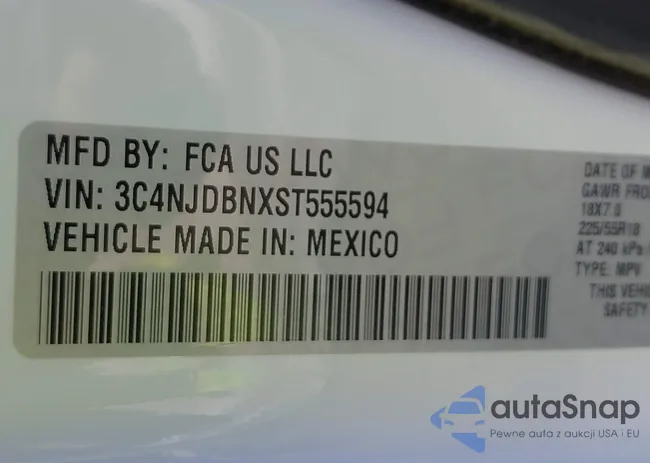 MFD BY: FCA US LLC
VIN: 3C4NJDBNXST555594
VEHICLE MADE IN: MEXICO
DATE OF M
GAWR FRO
18X7.0
225/55R18
AT 240 kPa
TYPE: MPV
THIS VEHI
SAFETY
autaSnap
Pewne auta z aukcji USA i EU